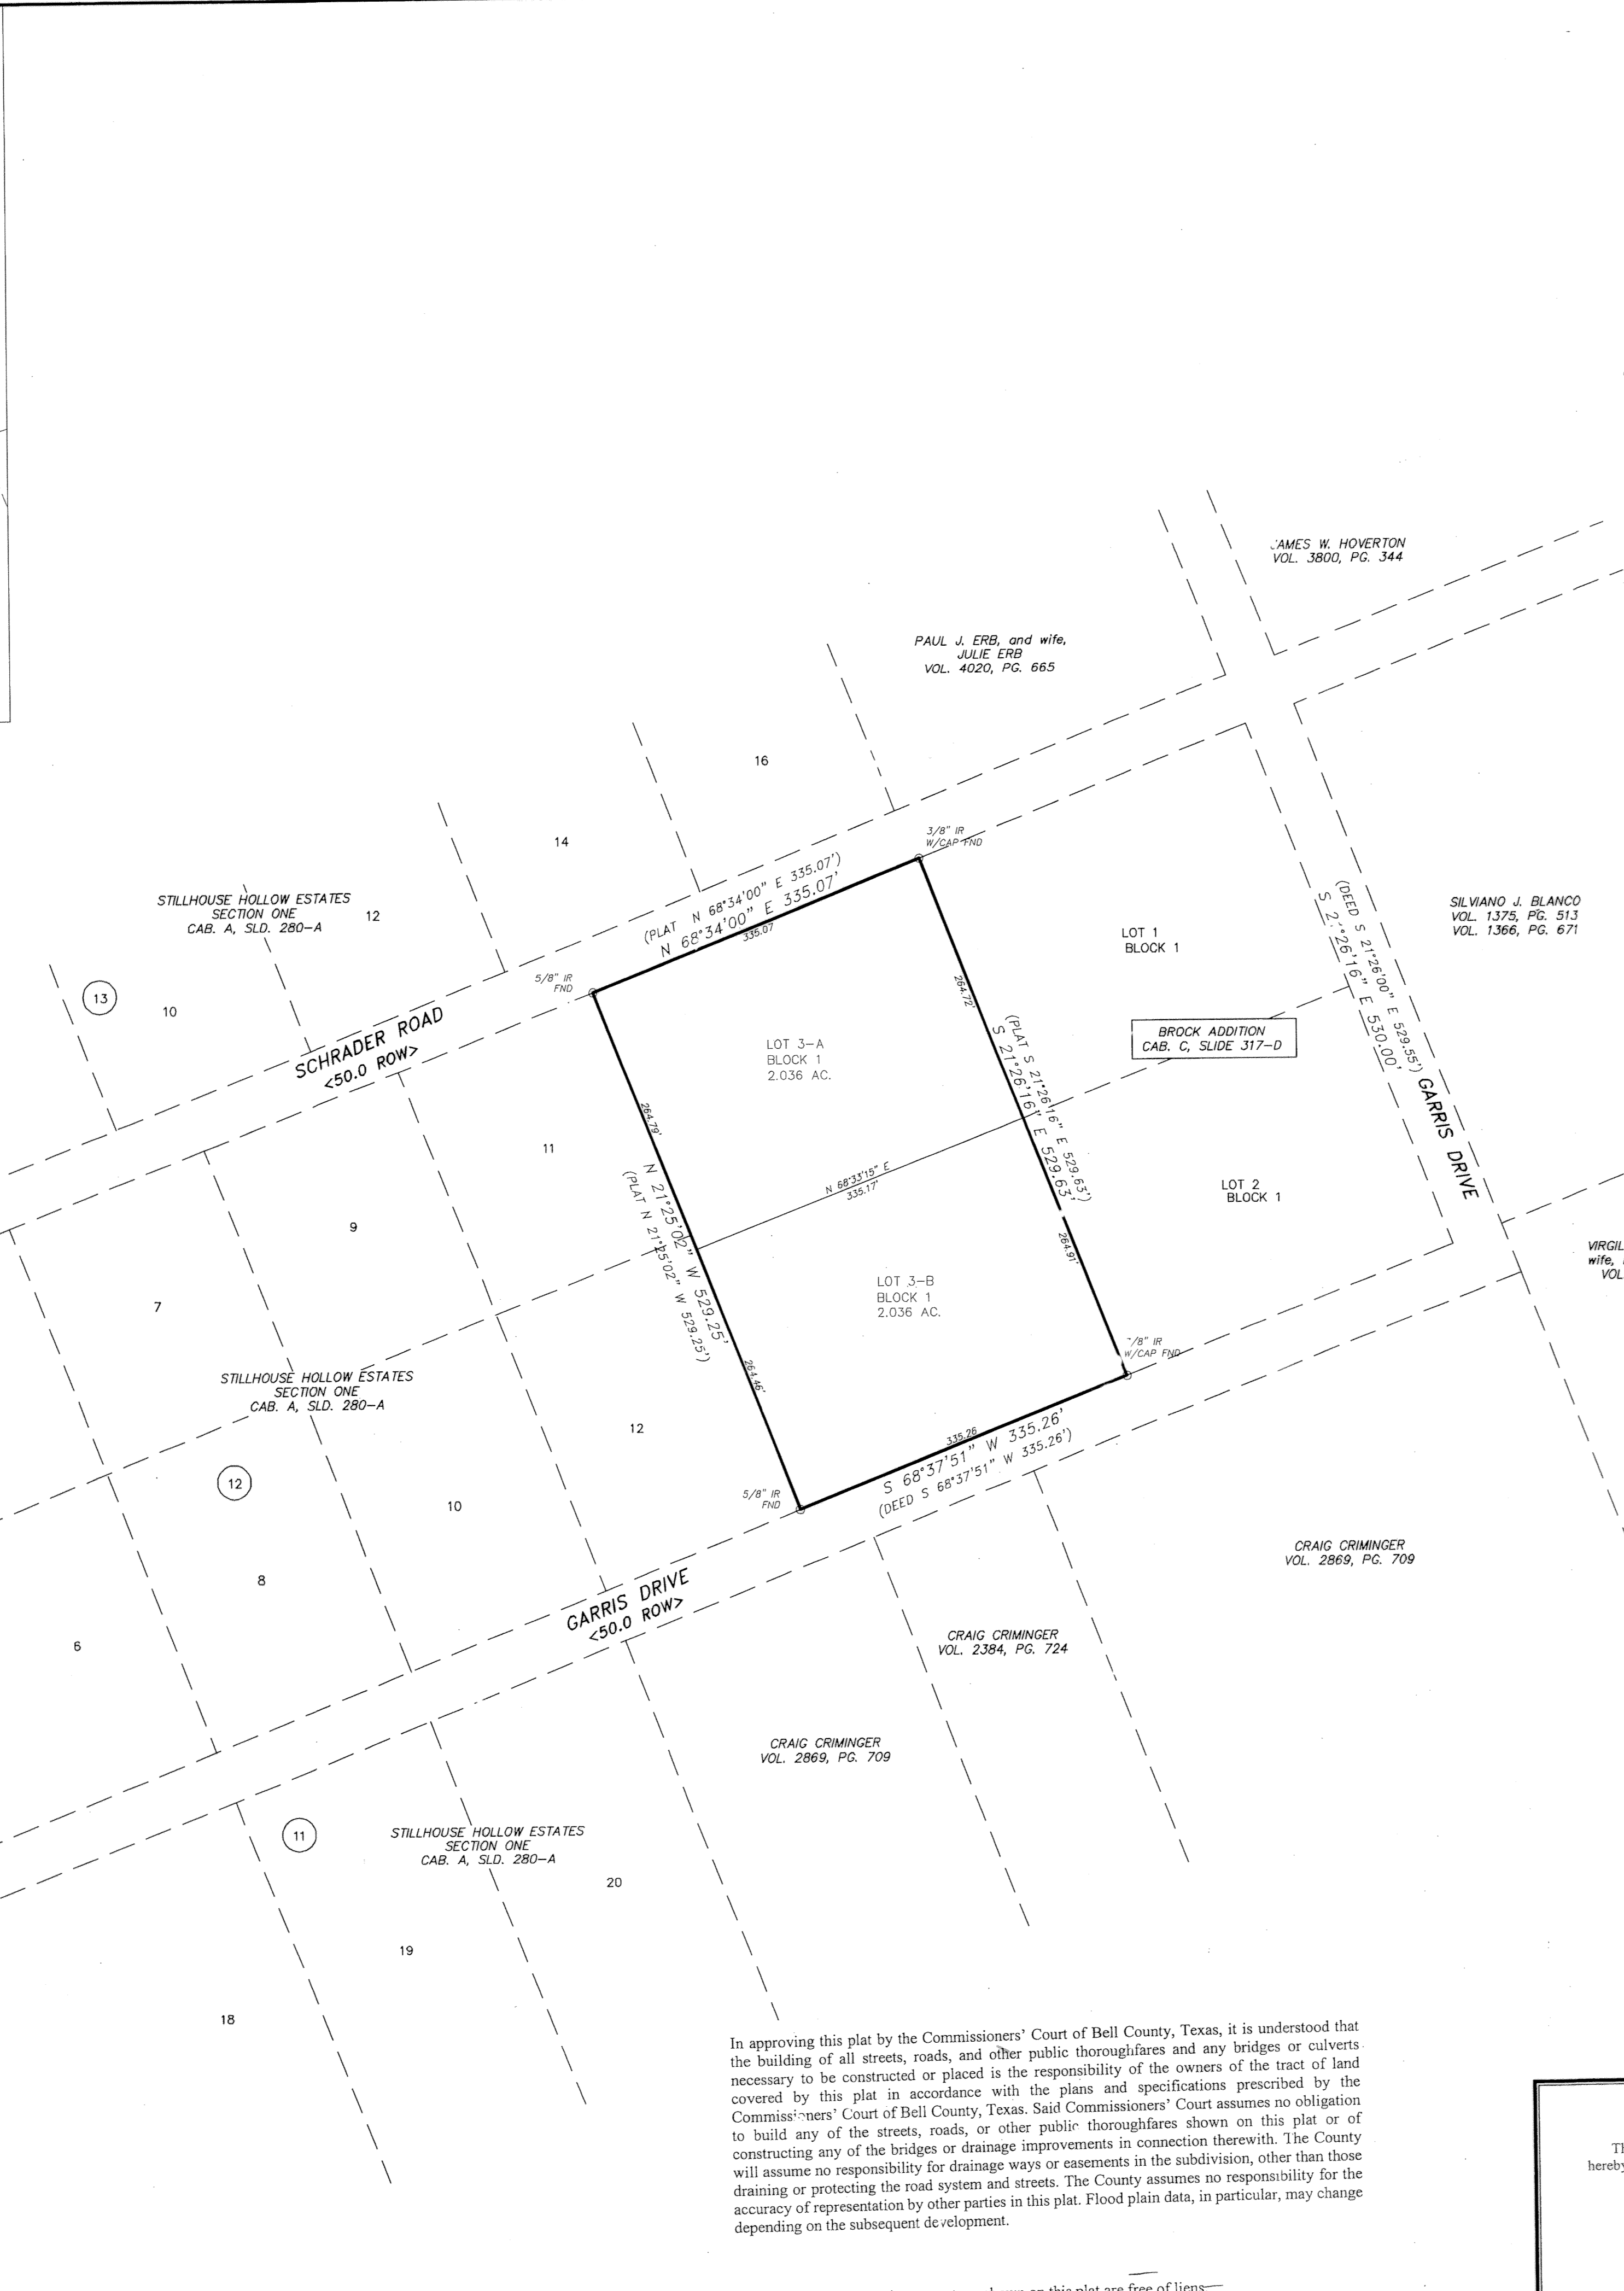 JAMES W. HOVERTON
VOL. 3800, PG. 344
PAUL J. ERB, and wife,
JULIE ERB
VOL. 4020, PG. 665
16
14
3/8" IR
W/CAP FND
(PLAT N 68°34'00" E 335.07')
N 68°34'00" E 335.07'
335.07
STILLHOUSE HOLLOW ESTATES
SECTION ONE
CAB. A, SLD. 280-A
12
13
10
5/8" IR
FND
SCHRADER ROAD
<50.0 ROW>
LOT 1
BLOCK 1
(DEED S 21°26'00" E 529.55')
S 21°26'16" E 530.00'
GARRIS DRIVE
SILVIANO J. BLANCO
VOL. 1375, PG. 513
VOL. 1366, PG. 671
264.72'
LOT 3-A
BLOCK 1
2.036 AC.
(PLAT S 21°26'16" E 529.63')
S 21°26'16" E 529.63'
BROCK ADDITION
CAB. C, SLIDE 317-D
264.79'
11
N 21°25'02" W 529.25'
(PLAT N 21°25'02" W 529.25')
N 68°33'15" E
335.17'
LOT 2
BLOCK 1
9
7
264.91'
VIRGIL
wife,
VOL
LOT 3-B
BLOCK 1
2.036 AC.
/8" IR
W/CAP FND
264.46'
STILLHOUSE HOLLOW ESTATES
SECTION ONE
CAB. A, SLD. 280-A
12
12
10
8
6
5/8" IR
FND
335.26
S 68°37'51" W 335.26'
(DEED S 68°37'51" W 335.26')
GARRIS DRIVE
<50.0 ROW>
CRAIG CRIMINGER
VOL. 2869, PG. 709
CRAIG CRIMINGER
VOL. 2384, PG. 724
CRAIG CRIMINGER
VOL. 2869, PG. 709
11
STILLHOUSE HOLLOW ESTATES
SECTION ONE
CAB. A, SLD. 280-A
20
19
18
In approving this plat by the Commissioners' Court of Bell County, Texas, it is understood that
the building of all streets, roads, and other public thoroughfares and any bridges or culverts
necessary to be constructed or placed is the responsibility of the owners of the tract of land
covered by this plat in accordance with the plans and specifications prescribed by the
Commissioners' Court of Bell County, Texas. Said Commissioners' Court assumes no obligation
to build any of the streets, roads, or other public thoroughfares shown on this plat or of
constructing any of the bridges or drainage improvements in connection therewith. The County
will assume no responsibility for drainage ways or easements in the subdivision, other than those
draining or protecting the road system and streets. The County assumes no responsibility for the
accuracy of representation by other parties in this plat. Flood plain data, in particular, may change
depending on the subsequent development.
hereby
on this plat are free of liens